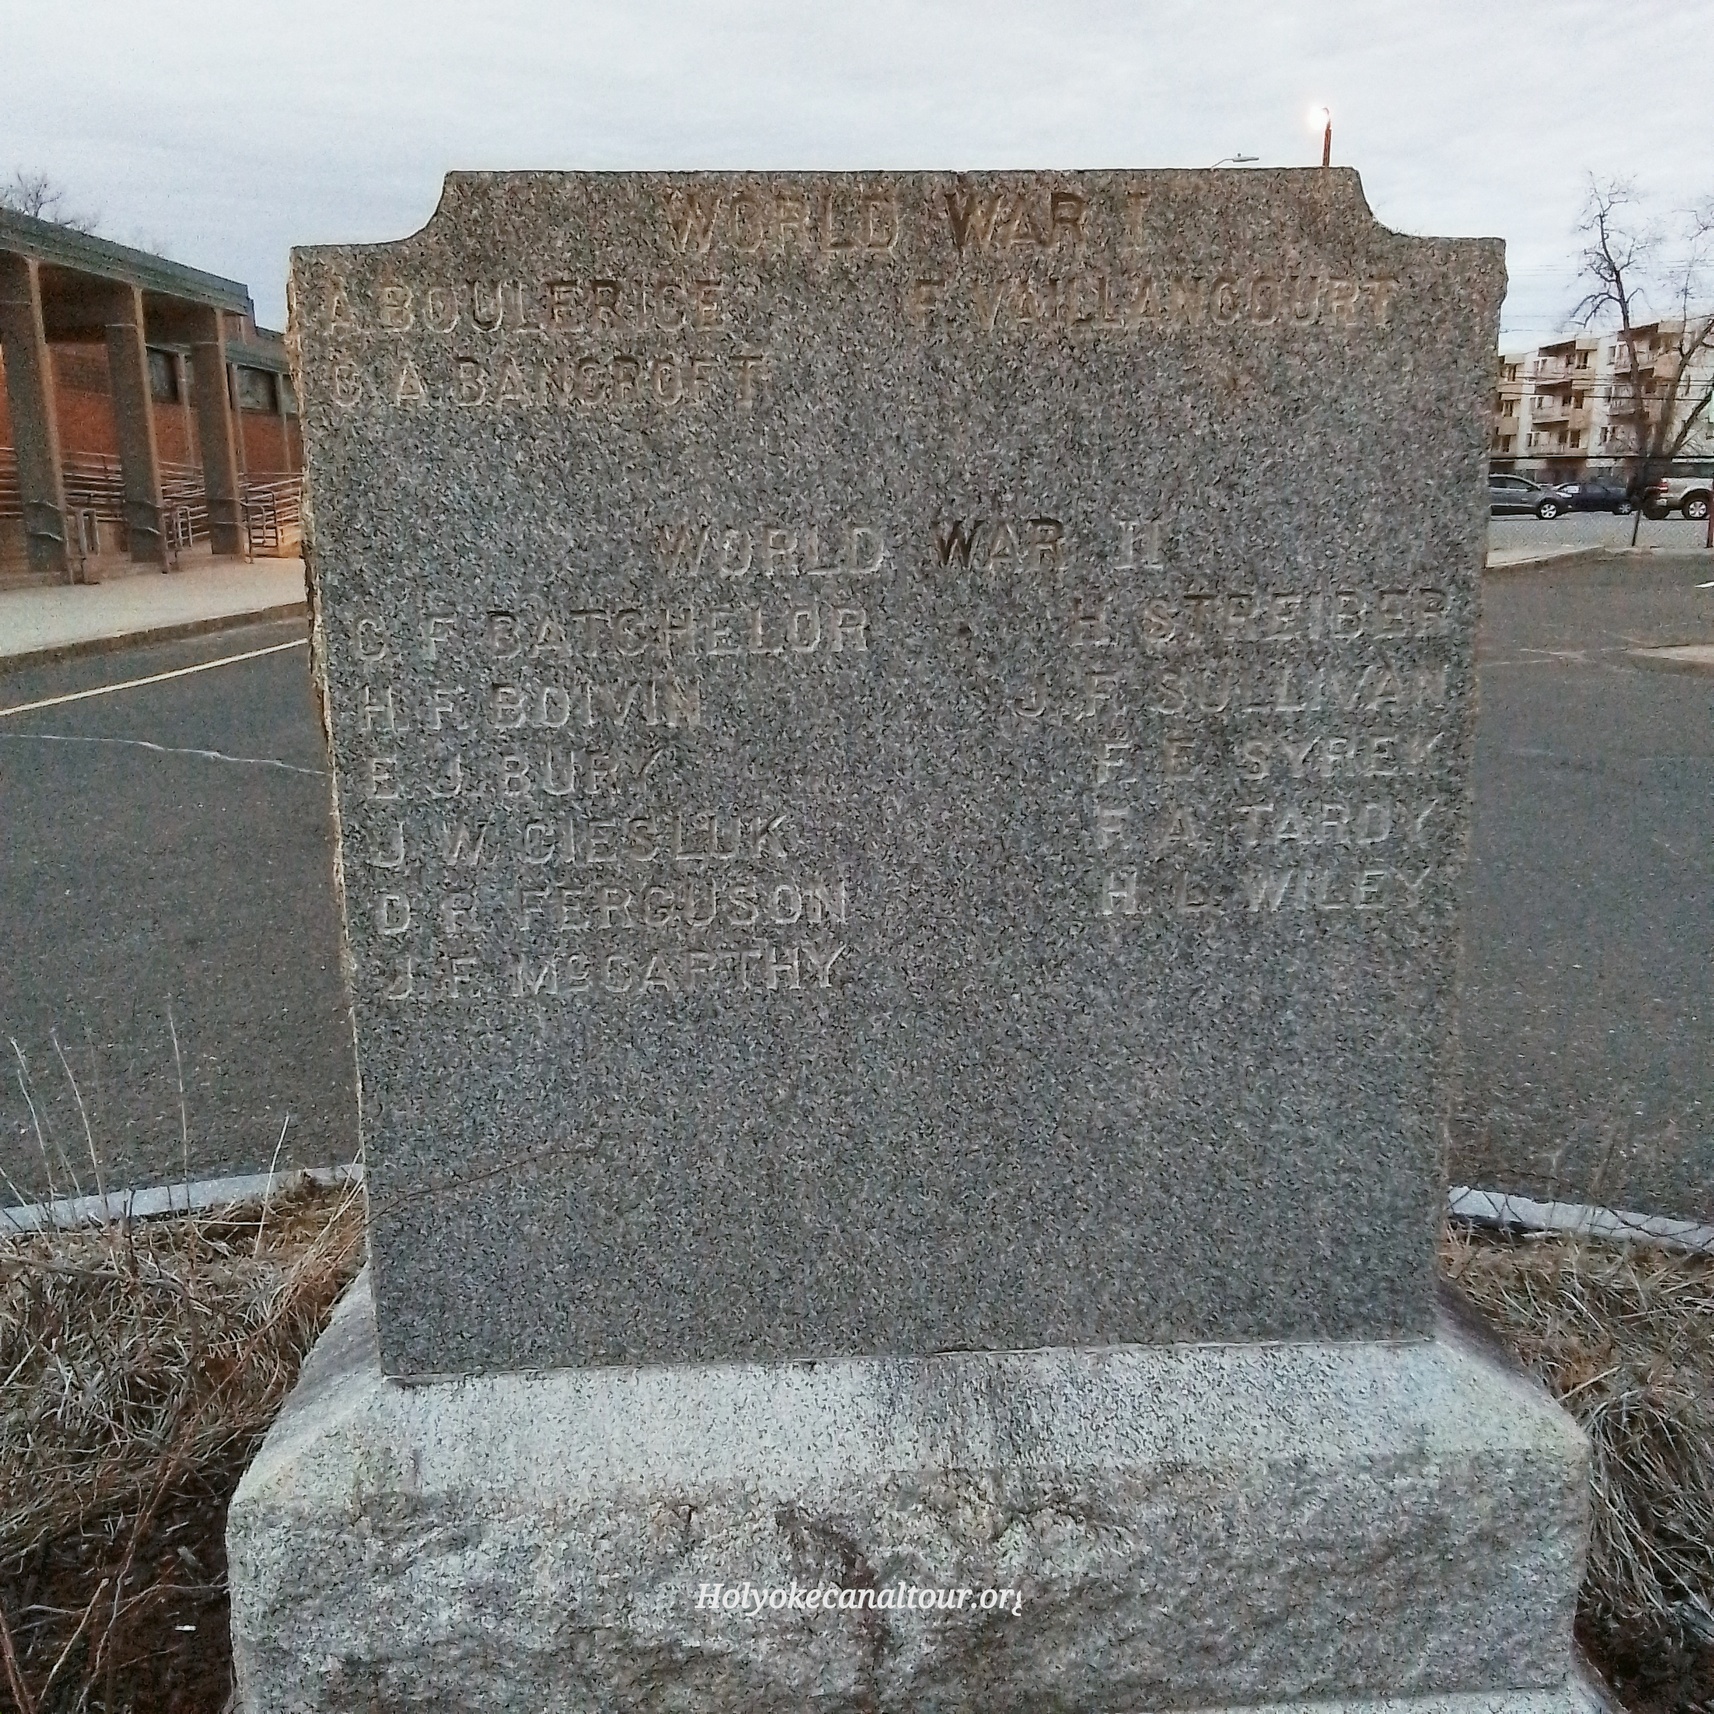 WORLD WAR I
A. BOULERICE F. VAILLANCOURT
C. A. BANCROFT
WORLD WAR II
C. F. BATCHELOR H. STREIBER
H. F. BOIVIN J. F. SULLIVAN
E. J. BURY F. E. SYREK
J. W. CIESLUK F. A. TARDY
D. R. FERGUSON H. L. WILEY
J. F. McCARTHY
Holyokecanaltour.org